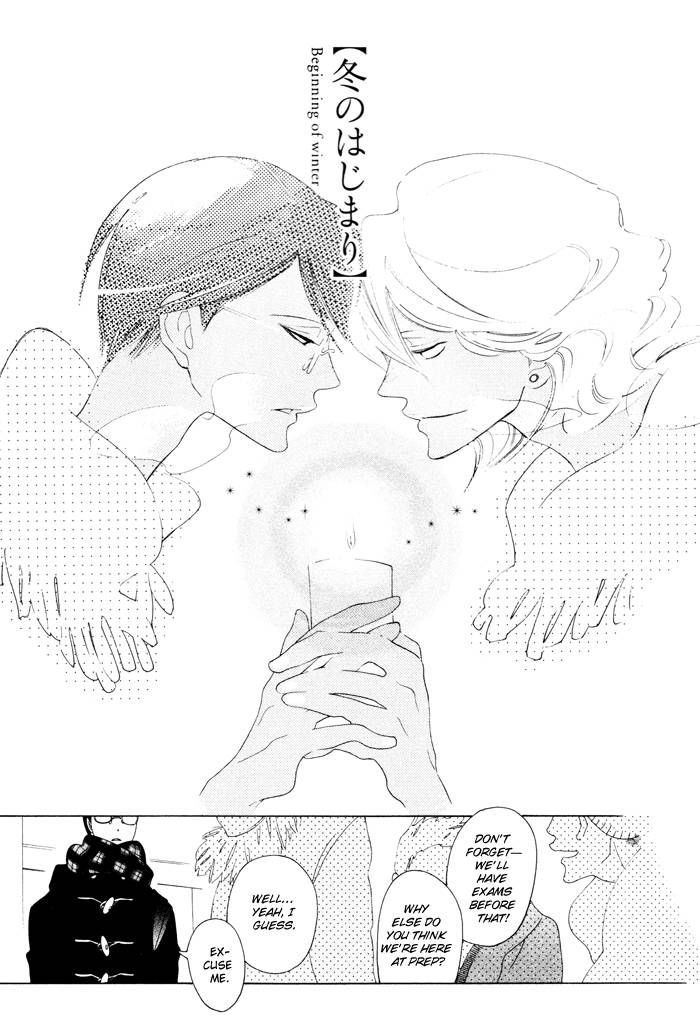 【冬のはじまり】
Beginning of winter
DON'T
FORGET—
WE'LL
HAVE
EXAMS
BEFORE
THAT!
WHY
ELSE DO
YOU THINK
WE'RE HERE
AT PREP?
WELL...
YEAH, I
GUESS.
EX-
CUSE
ME.